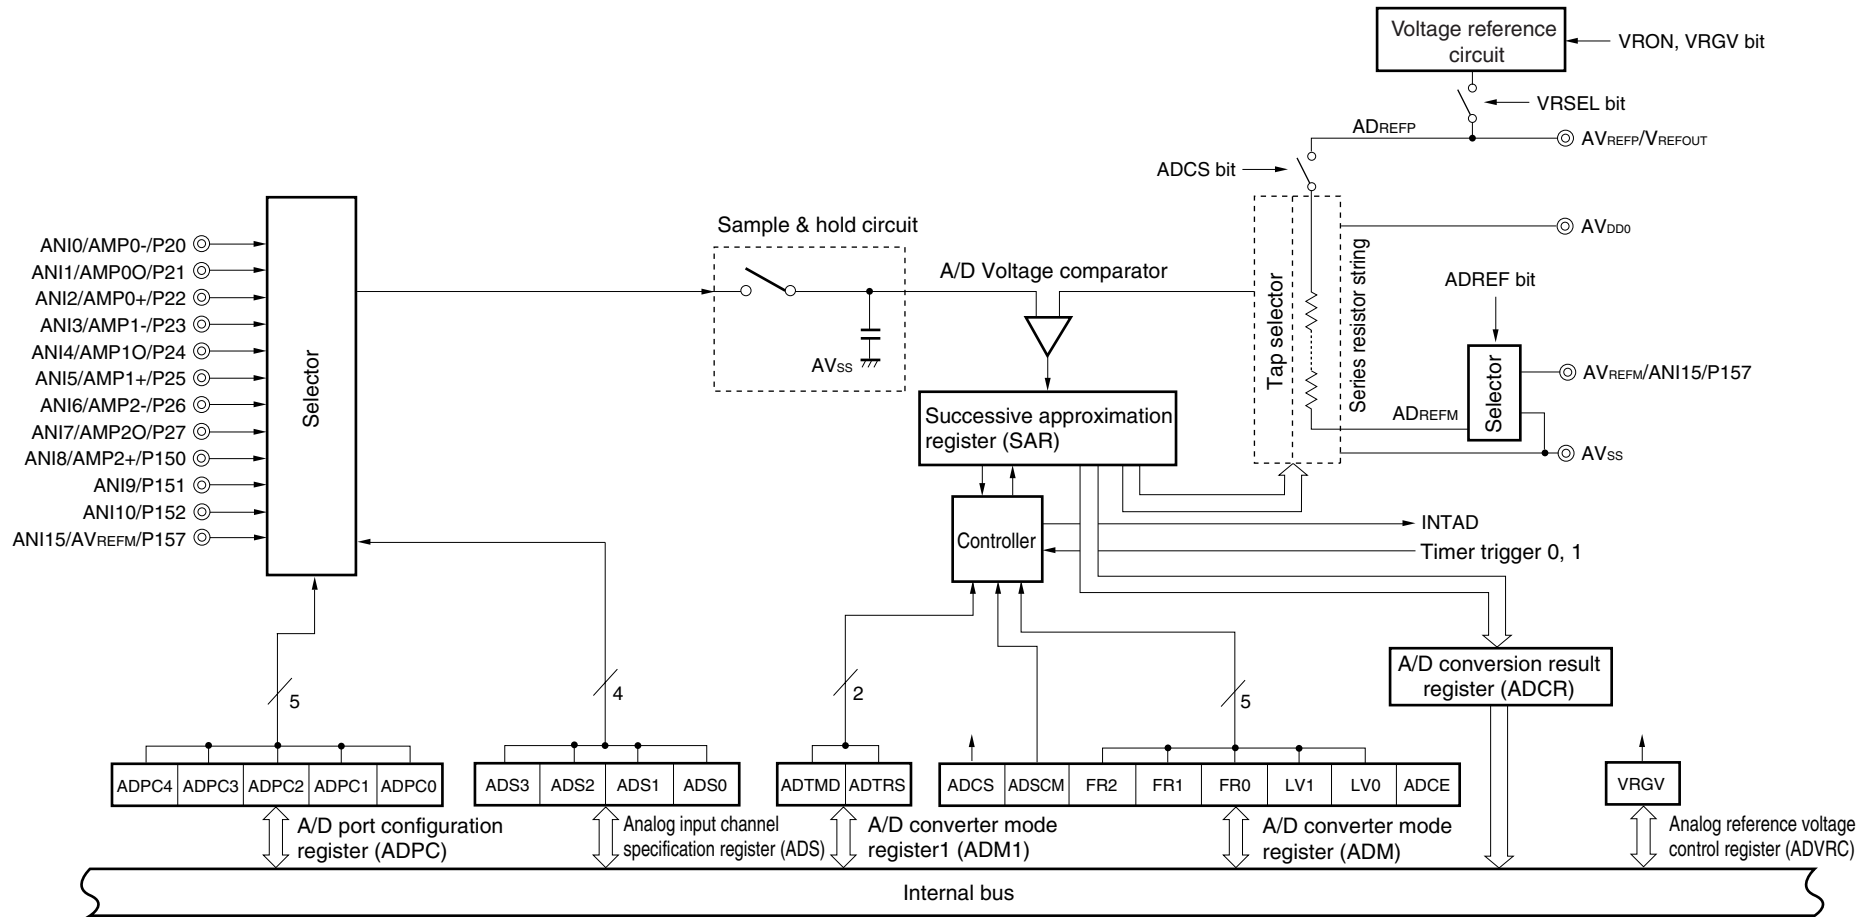 Voltage reference
circuit
VRON, VRGV bit
VRSEL bit
ADREFP
AVREFP/VREFOUT
ADCS bit
Sample & hold circuit
AVDD0
ANI0/AMP0-/P20
ANI1/AMP0O/P21
ANI2/AMP0+/P22
ANI3/AMP1-/P23
ANI4/AMP1O/P24
ANI5/AMP1+/P25
ANI6/AMP2-/P26
ANI7/AMP2O/P27
ANI8/AMP2+/P150
ANI9/P151
ANI10/P152
ANI15/AVREFM/P157
Selector
A/D Voltage comparator
AVSS
Tap selector
Series resistor string
ADREF bit
Selector
AVREFM/ANI15/P157
ADREFM
AVSS
Successive approximation
register (SAR)
Controller
INTAD
Timer trigger 0, 1
A/D conversion result
register (ADCR)
5
4
2
5
ADPC4 ADPC3 ADPC2 ADPC1 ADPC0
ADS3 ADS2 ADS1 ADS0
ADTMD ADTRS
ADCS ADSCM FR2 FR1 FR0 LV1 LV0 ADCE
VRGV
A/D port configuration
register (ADPC)
Analog input channel
specification register (ADS)
A/D converter mode
register1 (ADM1)
A/D converter mode
register (ADM)
Analog reference voltage
control register (ADVRC)
Internal bus